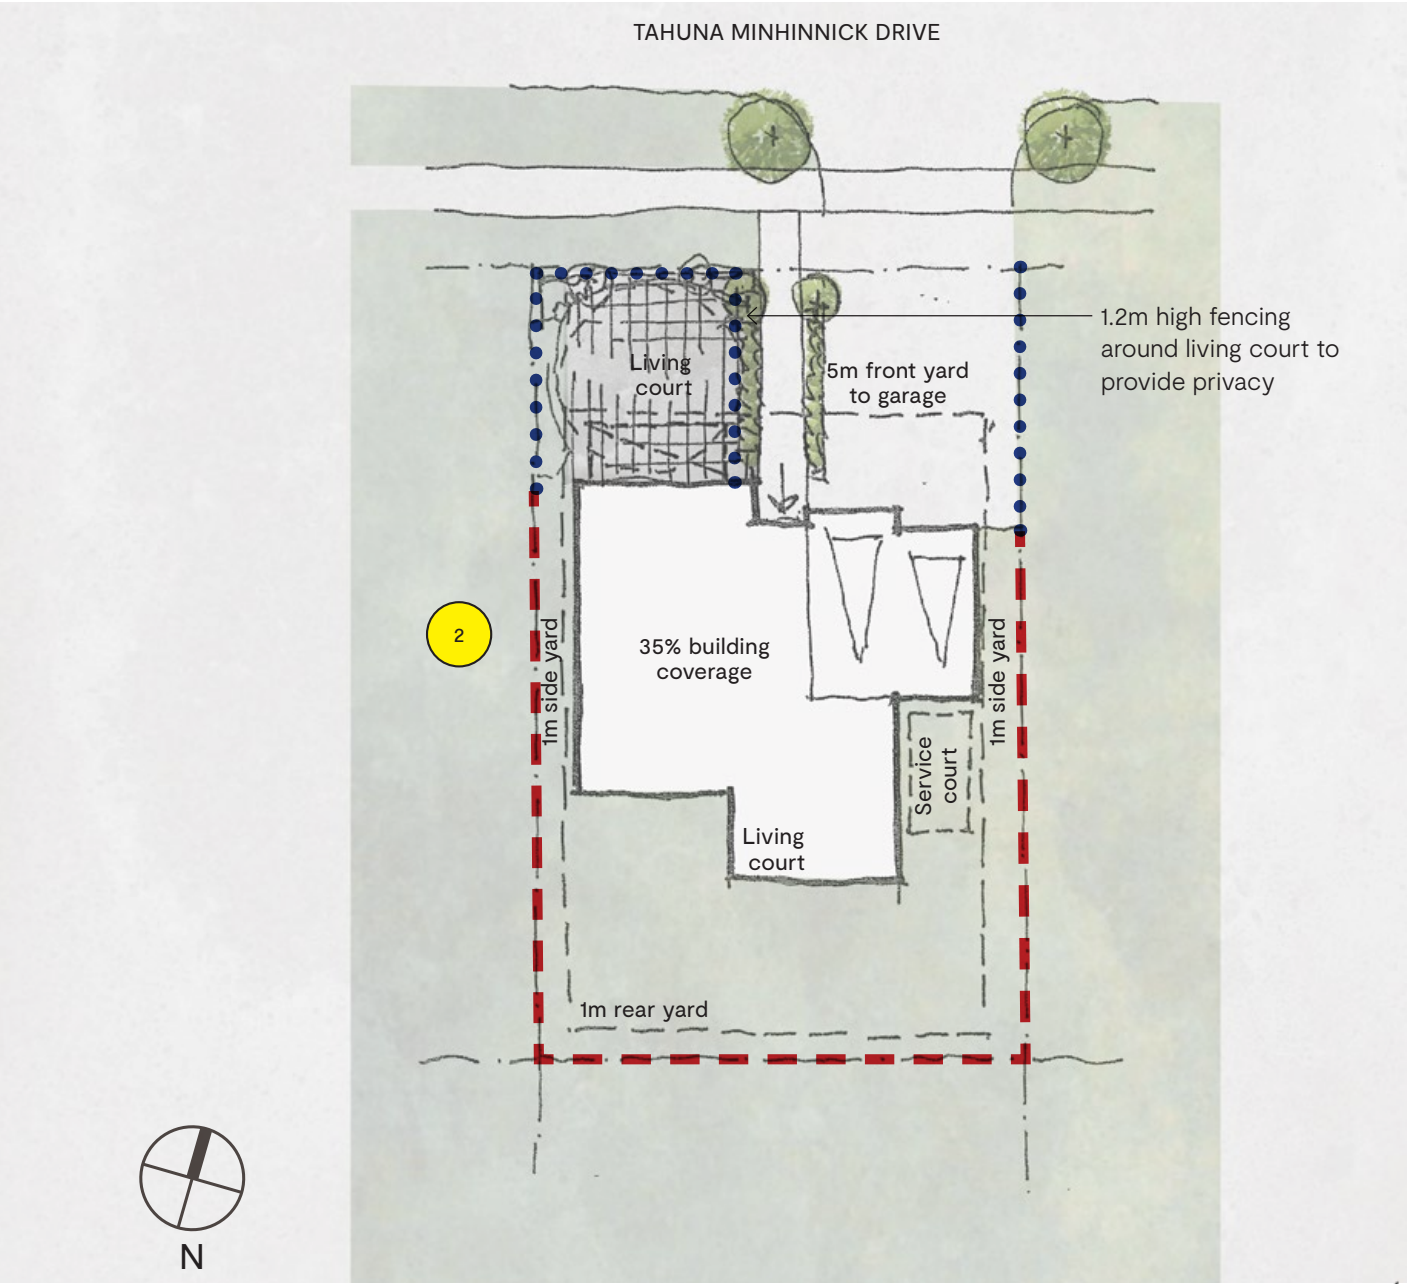 TAHUNA MINHINNICK DRIVE
1.2m high fencing
around living court to
provide privacy
Living
court
5m front yard
to garage
2
1m side yard
35% building
coverage
1m side yard
Service
court
Living
court
1m rear yard
N